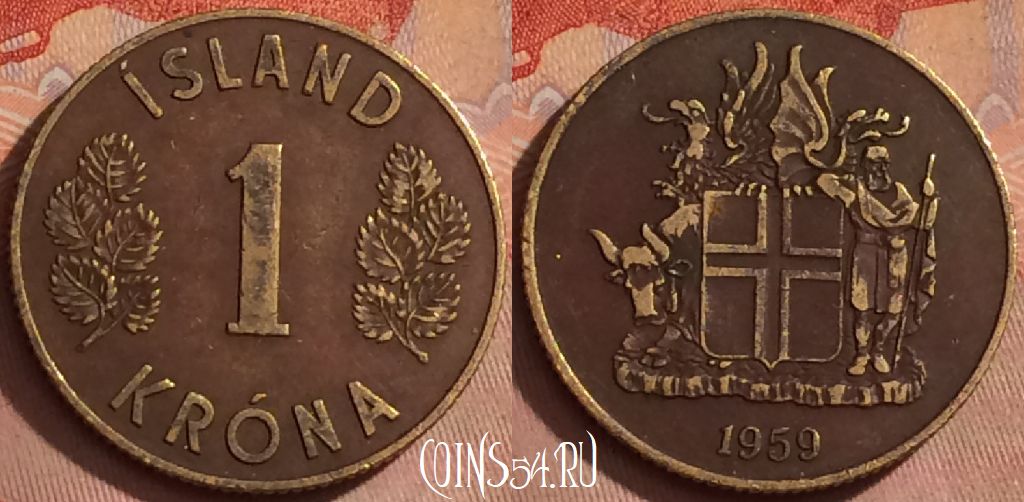 ÍSLAND
1
KRÓNA
1959
COINS54.RU